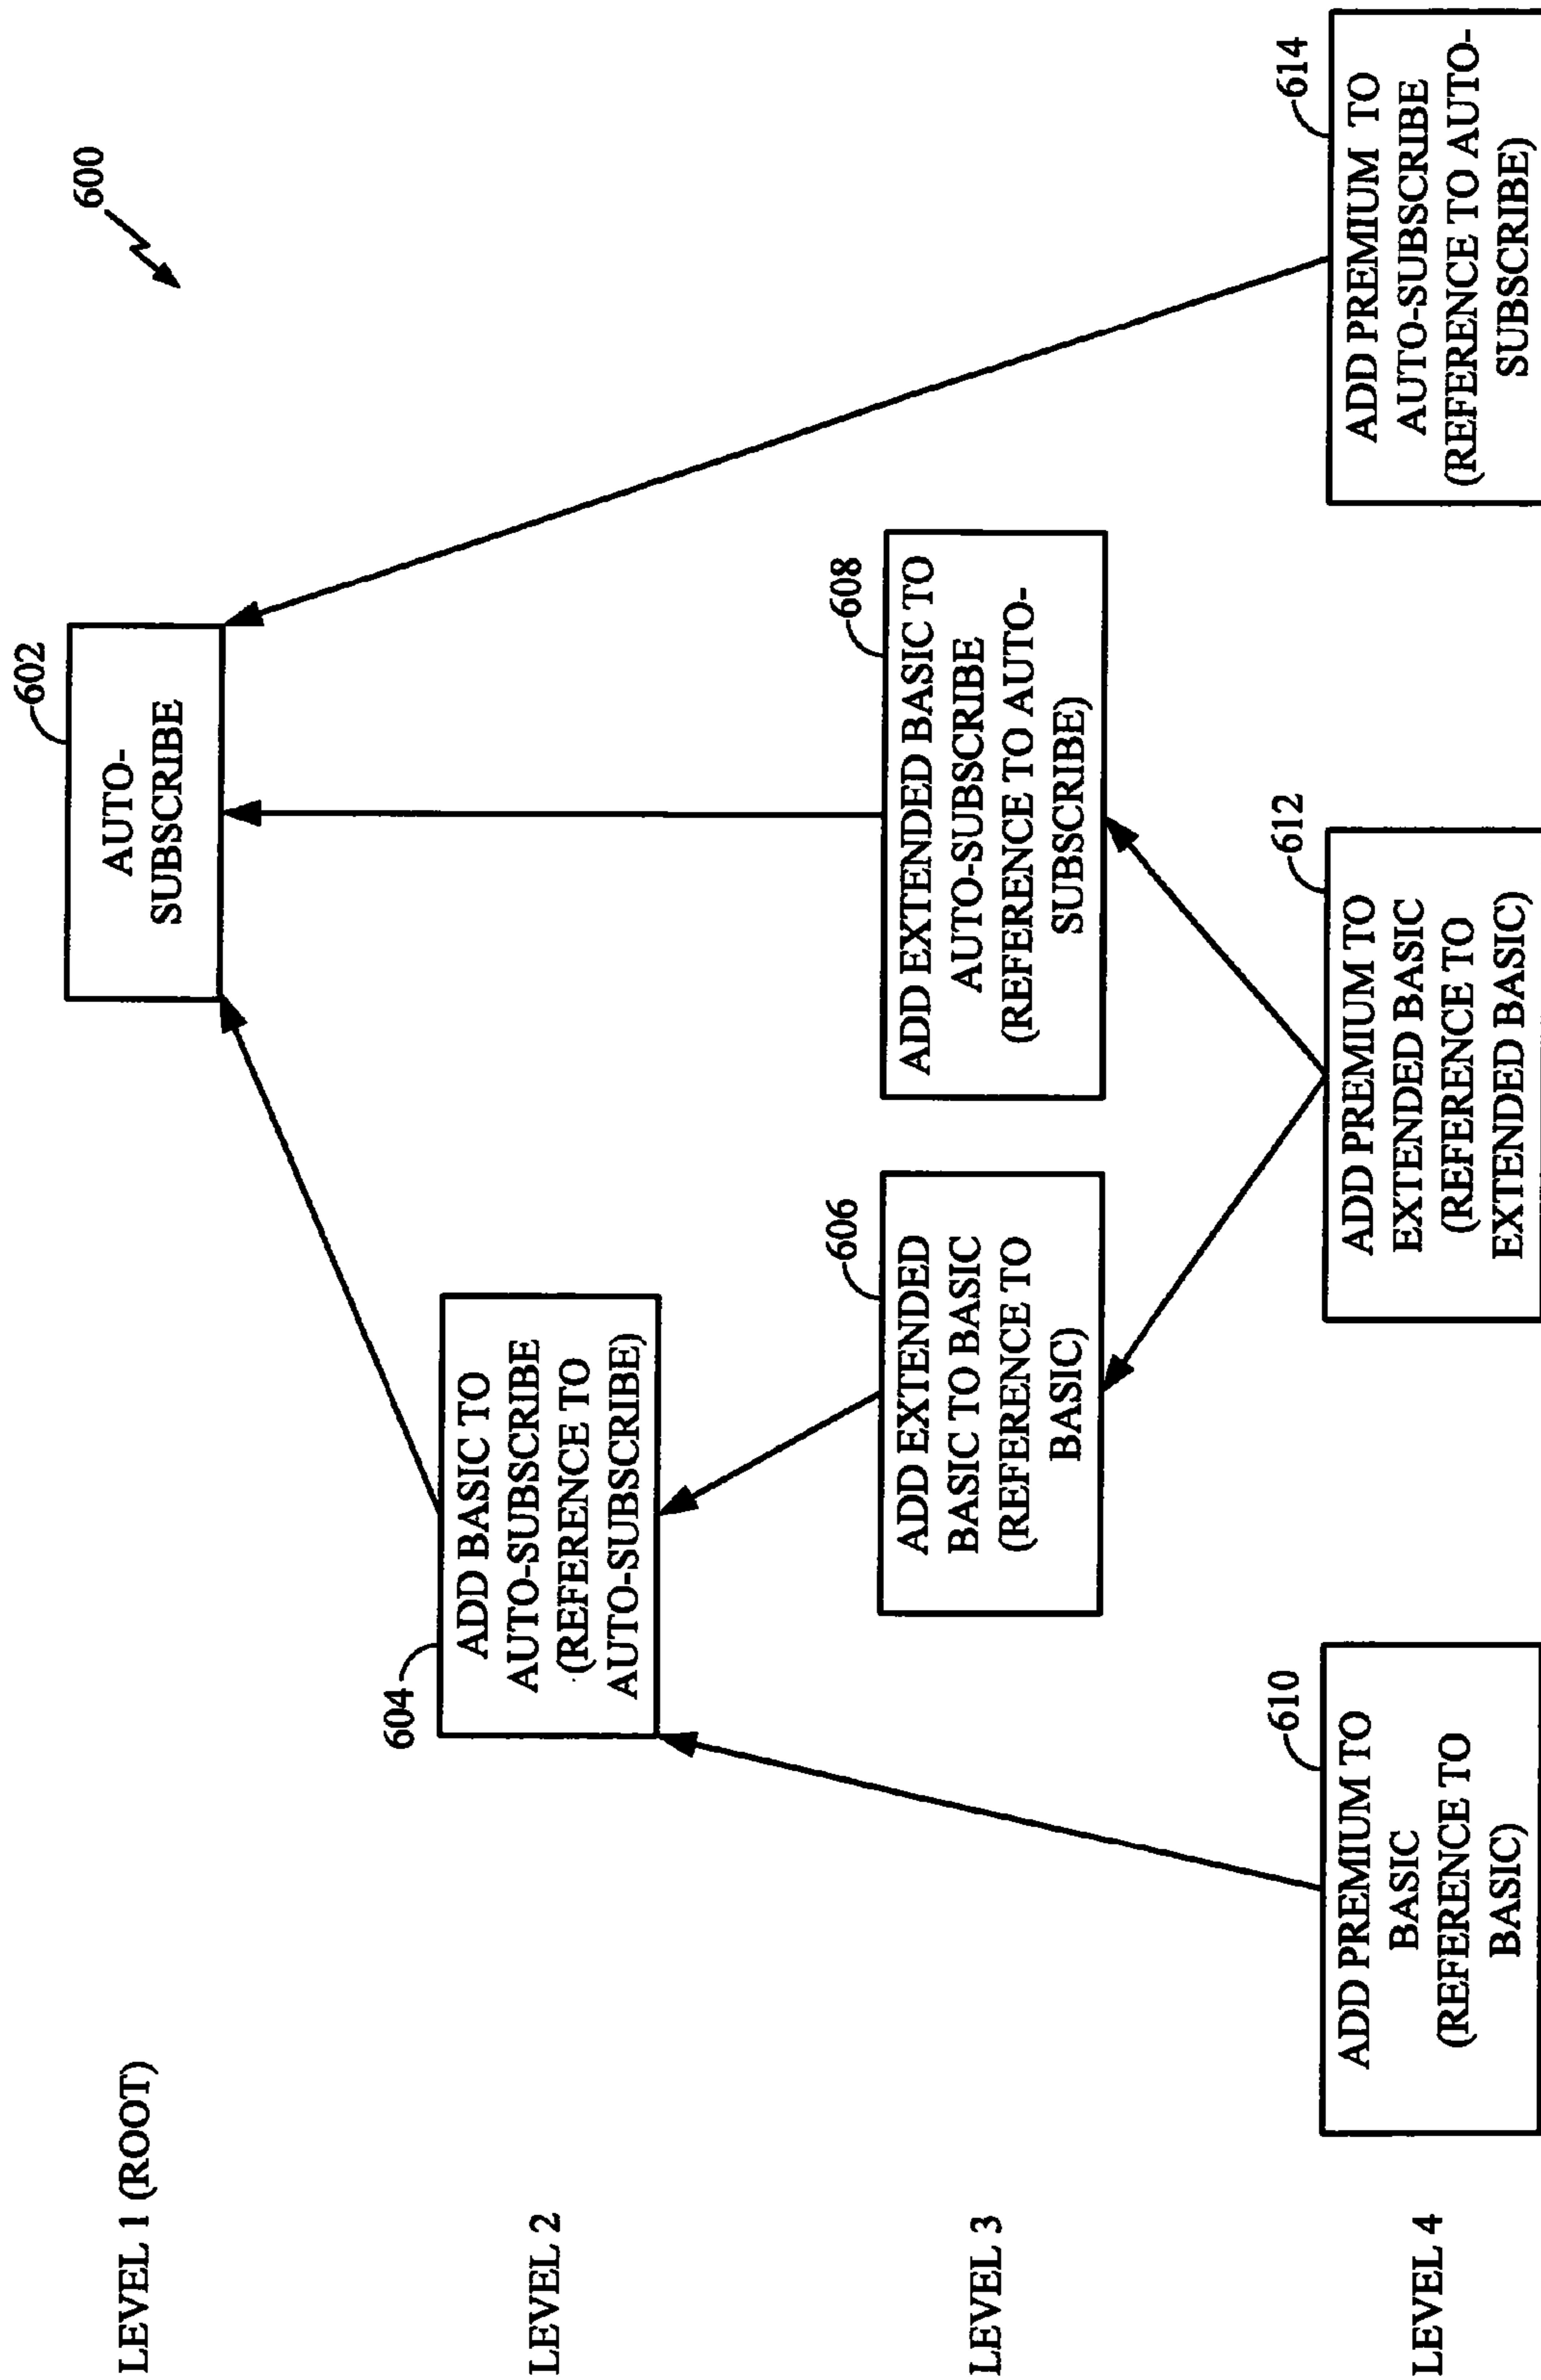 600
LEVEL 1 (ROOT)
602
AUTO-
SUBSCRIBE
LEVEL 2
604
ADD BASIC TO
AUTO-SUBSCRIBE
(REFERENCE TO
AUTO-SUBSCRIBE)
LEVEL 3
606
ADD EXTENDED
BASIC TO BASIC
(REFERENCE TO
BASIC)
608
ADD EXTENDED BASIC TO
AUTO-SUBSCRIBE
(REFERENCE TO AUTO-
SUBSCRIBE)
LEVEL 4
610
ADD PREMIUM TO
BASIC
(REFERENCE TO
BASIC)
612
ADD PREMIUM TO
EXTENDED BASIC
(REFERENCE TO
EXTENDED BASIC)
614
ADD PREMIUM TO
AUTO-SUBSCRIBE
(REFERENCE TO AUTO-
SUBSCRIBE)